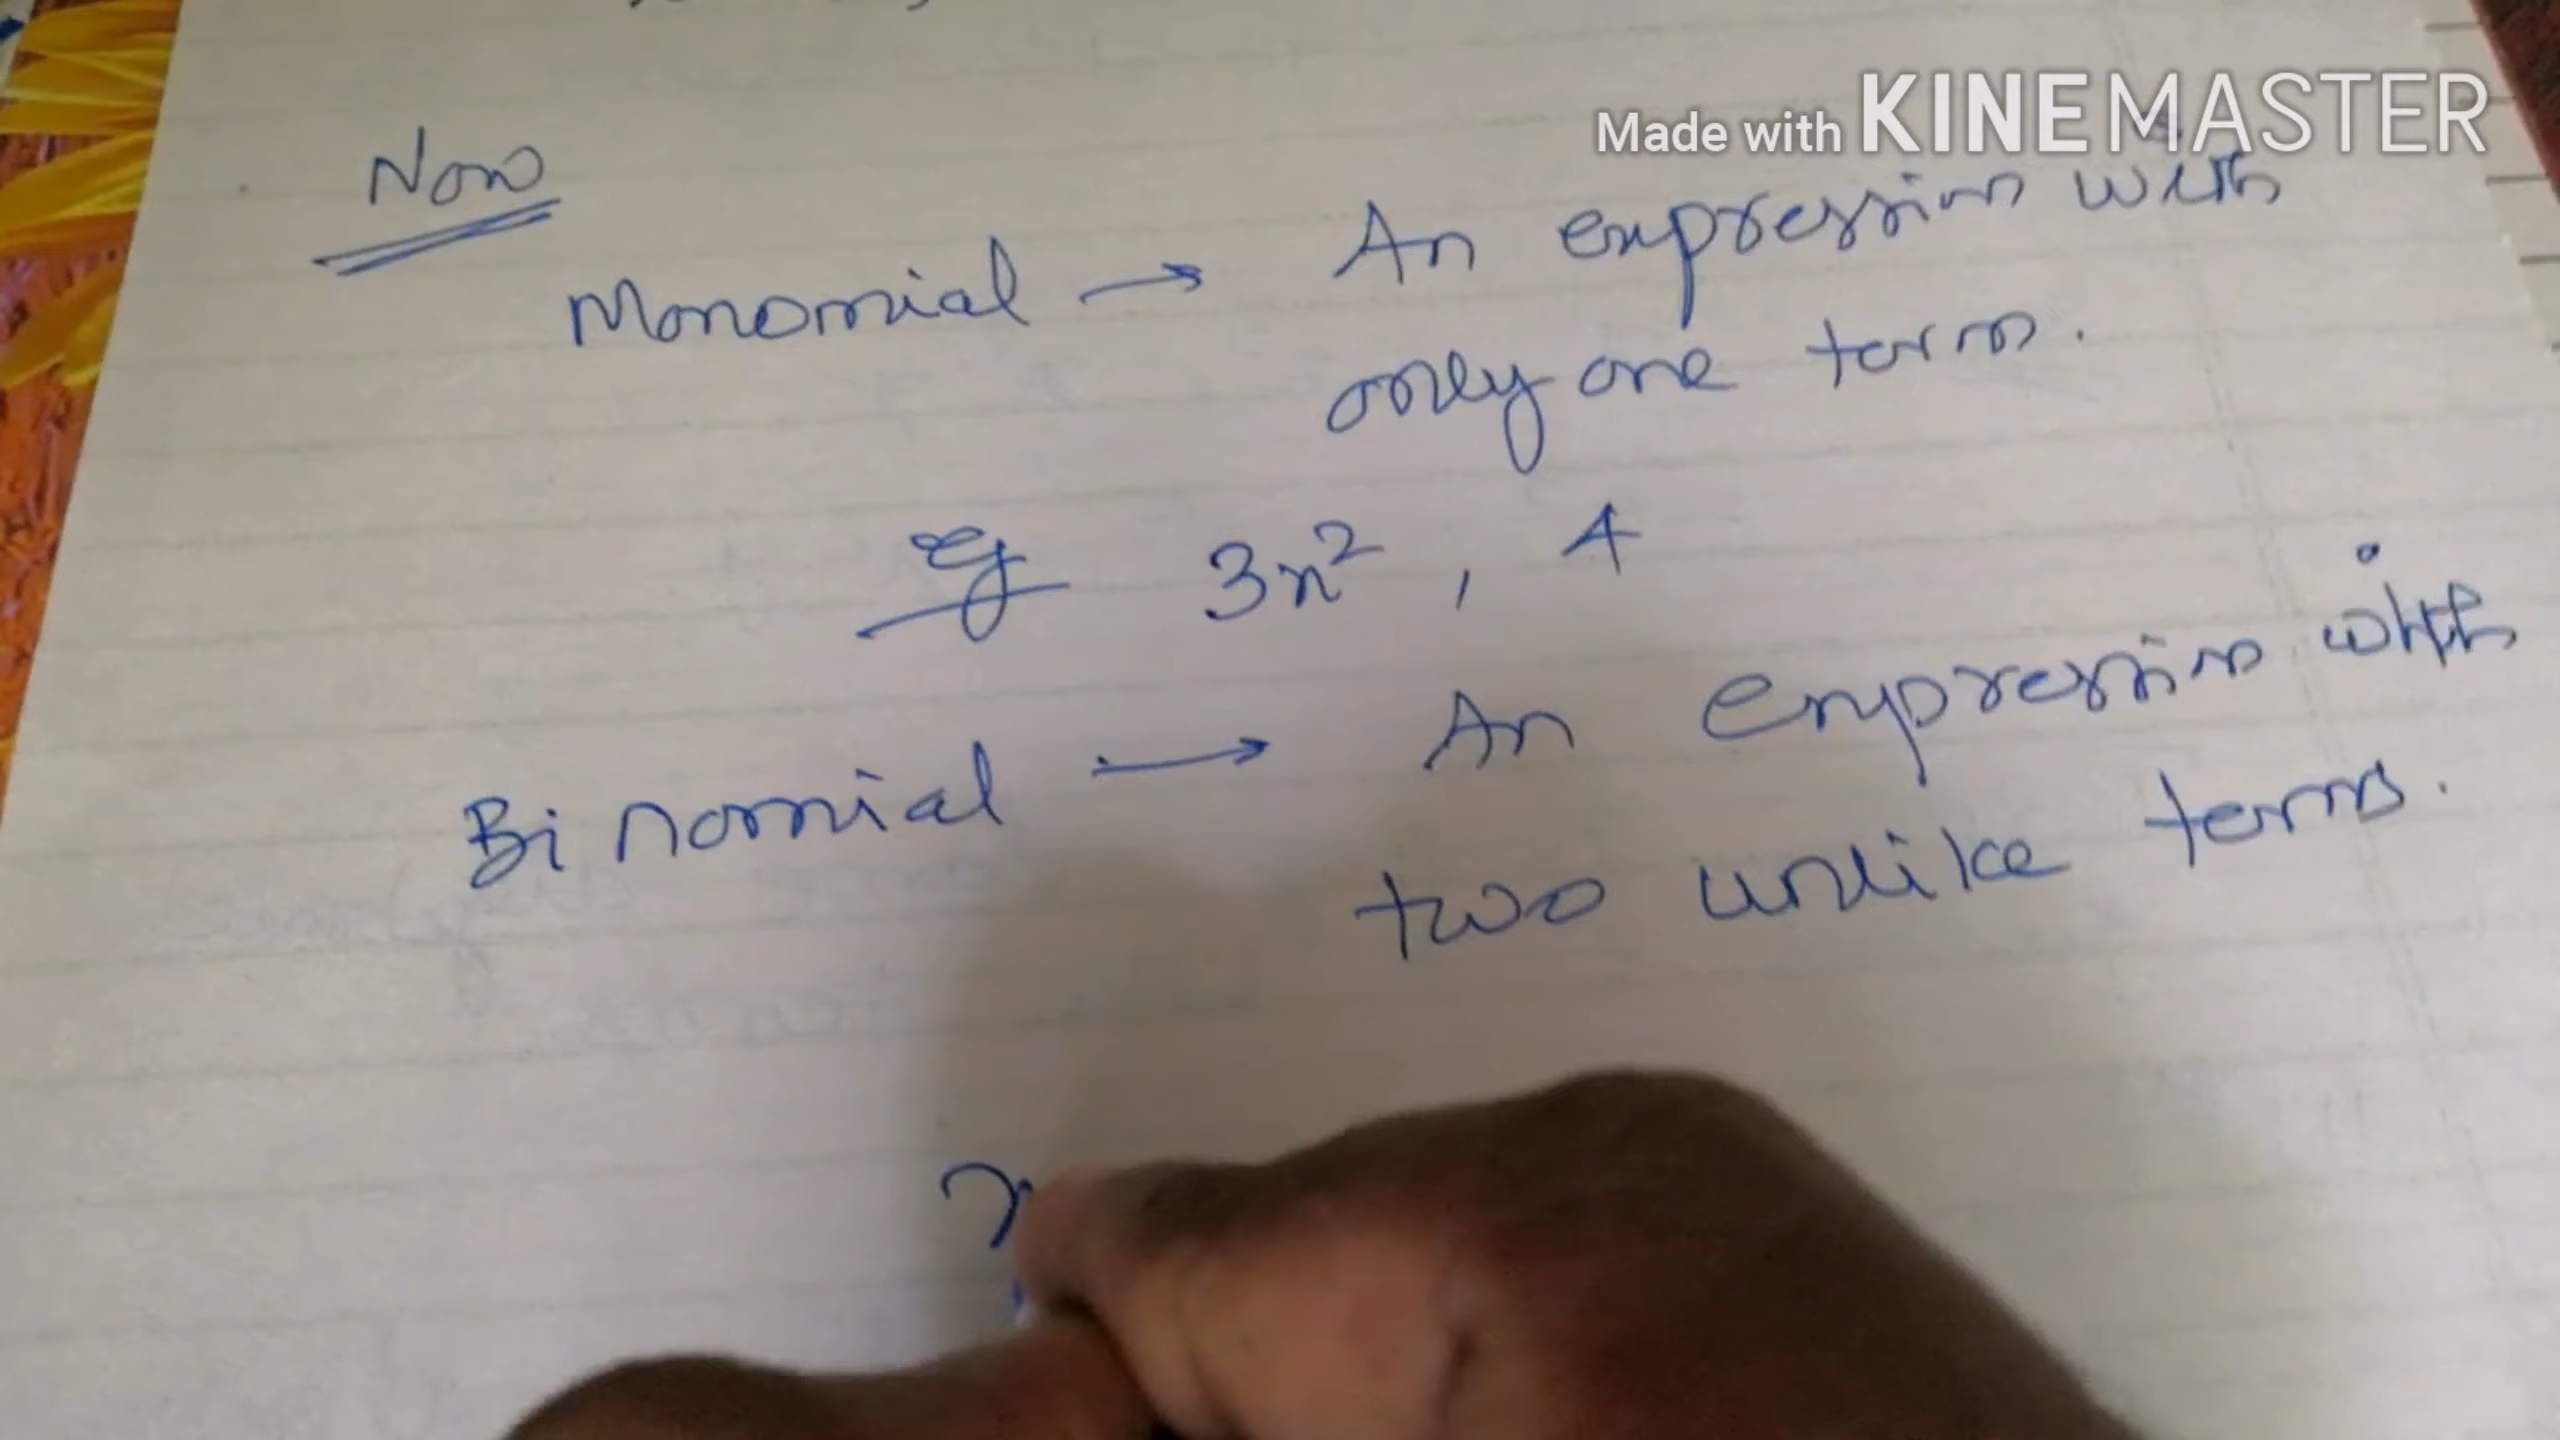 Made with KINEMASTER
Now
Monomial → An expression with
only one term.
eg 3x², 4
Binomial → An expression with
two unlike terms.